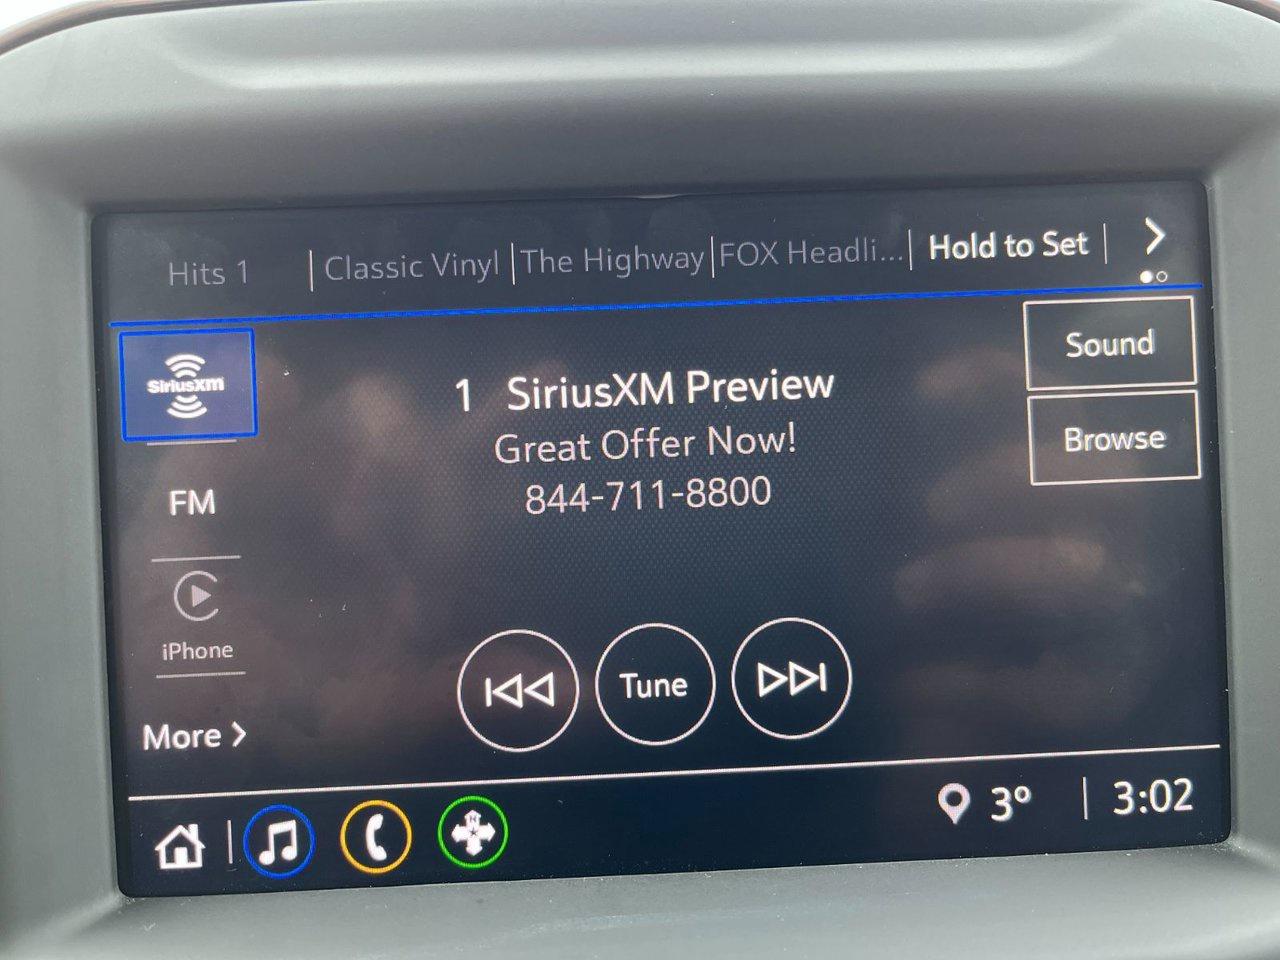 Hits 1 | Classic Vinyl | The Highway | FOX Headli... | Hold to Set |
SiriusXM
1 SiriusXM Preview
Great Offer Now!
844-711-8800
Sound
Browse
FM
iPhone
More >
Tune
3° | 3:02